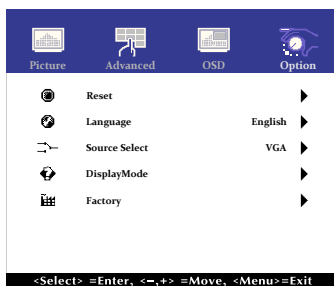 Picture Advanced OSD Option
Reset
Language English
Source Select VGA
DisplayMode
Factory
<Select> =Enter, <−,+> =Move, <Menu>=Exit